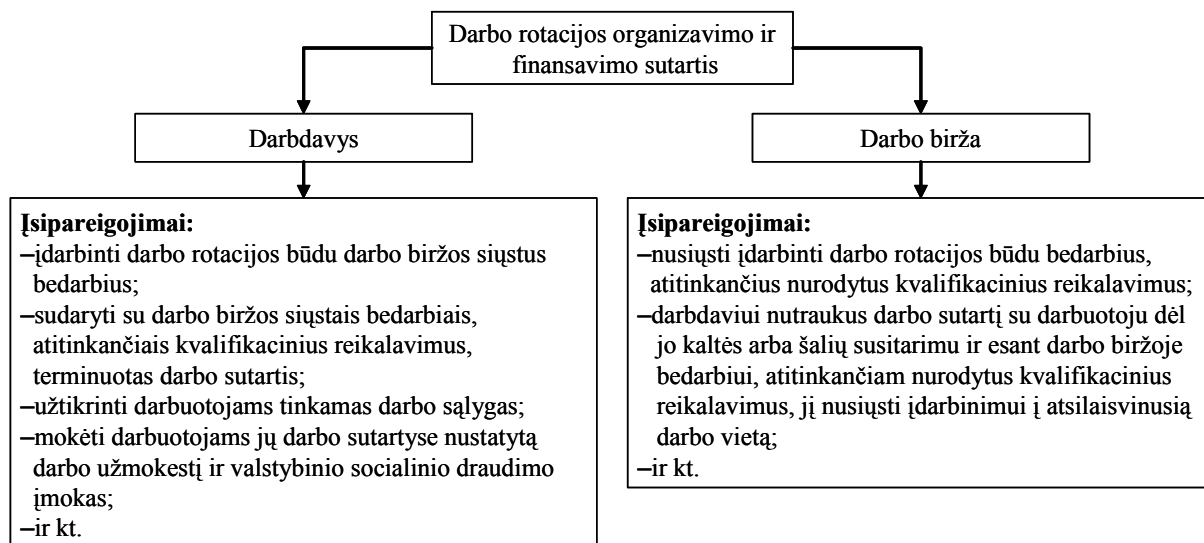 Darbo rotacijos organizavimo ir
finansavimo sutartis
Darbdavys
Darbo birža
Įsipareigojimai:
–įdarbinti darbo rotacijos būdu darbo biržos siųstus
bedarbius;
–sudaryti su darbo biržos siųstais bedarbiais,
atitinkančiais kvalifikacinius reikalavimus,
terminuotas darbo sutartis;
–užtikrinti darbuotojams tinkamas darbo sąlygas;
–mokėti darbuotojams jų darbo sutartyse nustatytą
darbo užmokestį ir valstybinio socialinio draudimo
įmokas;
–ir kt.
Įsipareigojimai:
–nusiųsti įdarbinti darbo rotacijos būdu bedarbius,
atitinkančius nurodytus kvalifikacinius reikalavimus;
–darbdaviui nutraukus darbo sutartį su darbuotoju dėl
jo kaltės arba šalių susitarimu ir esant darbo biržoje
bedarbiui, atitinkančiam nurodytus kvalifikacinius
reikalavimus, jį nusiųsti įdarbinimui į atsilaisvinusią
darbo vietą;
–ir kt.